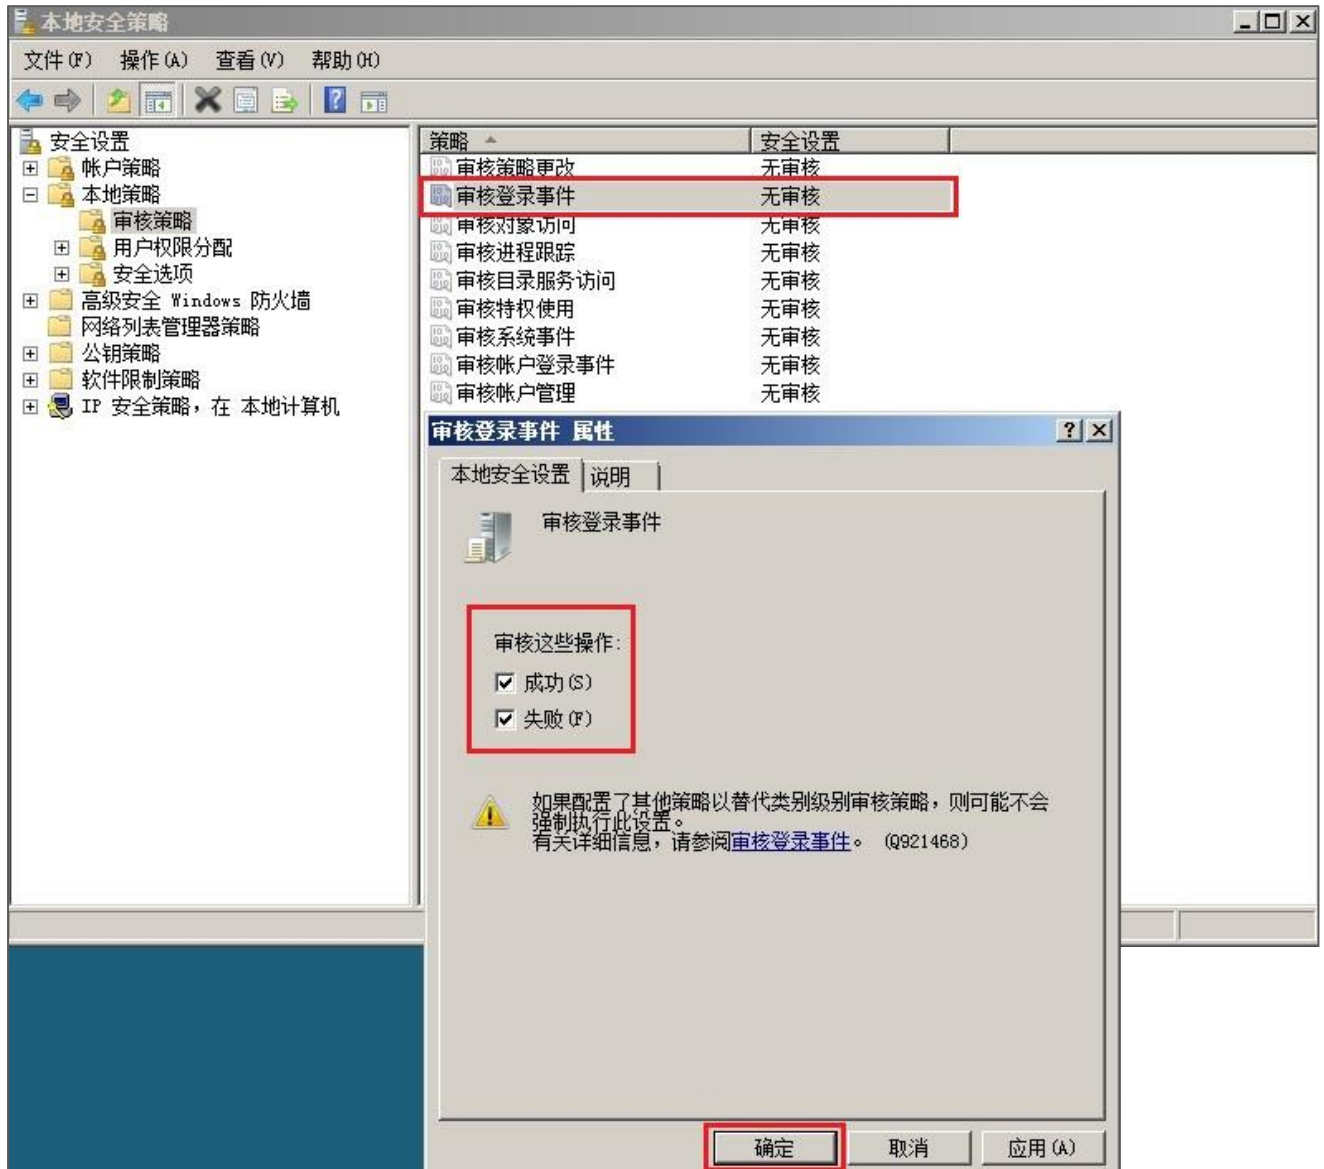 本地安全策略
文件(F) 操作(A) 查看(V) 帮助(H)
安全设置
帐户策略
本地策略
审核策略
用户权限分配
安全选项
高级安全 Windows 防火墙
网络列表管理器策略
公钥策略
软件限制策略
IP 安全策略，在 本地计算机
策略 安全设置
审核策略更改 无审核
审核登录事件 无审核
审核对象访问 无审核
审核进程跟踪 无审核
审核目录服务访问 无审核
审核特权使用 无审核
审核系统事件 无审核
审核帐户登录事件 无审核
审核帐户管理 无审核
审核登录事件 属性
本地安全设置 说明
审核登录事件
审核这些操作:
成功(S)
失败(F)
如果配置了其他策略以替代类别级别审核策略，则可能不会
强制执行此设置。
有关详细信息，请参阅审核登录事件。 (Q921468)
确定 取消 应用(A)